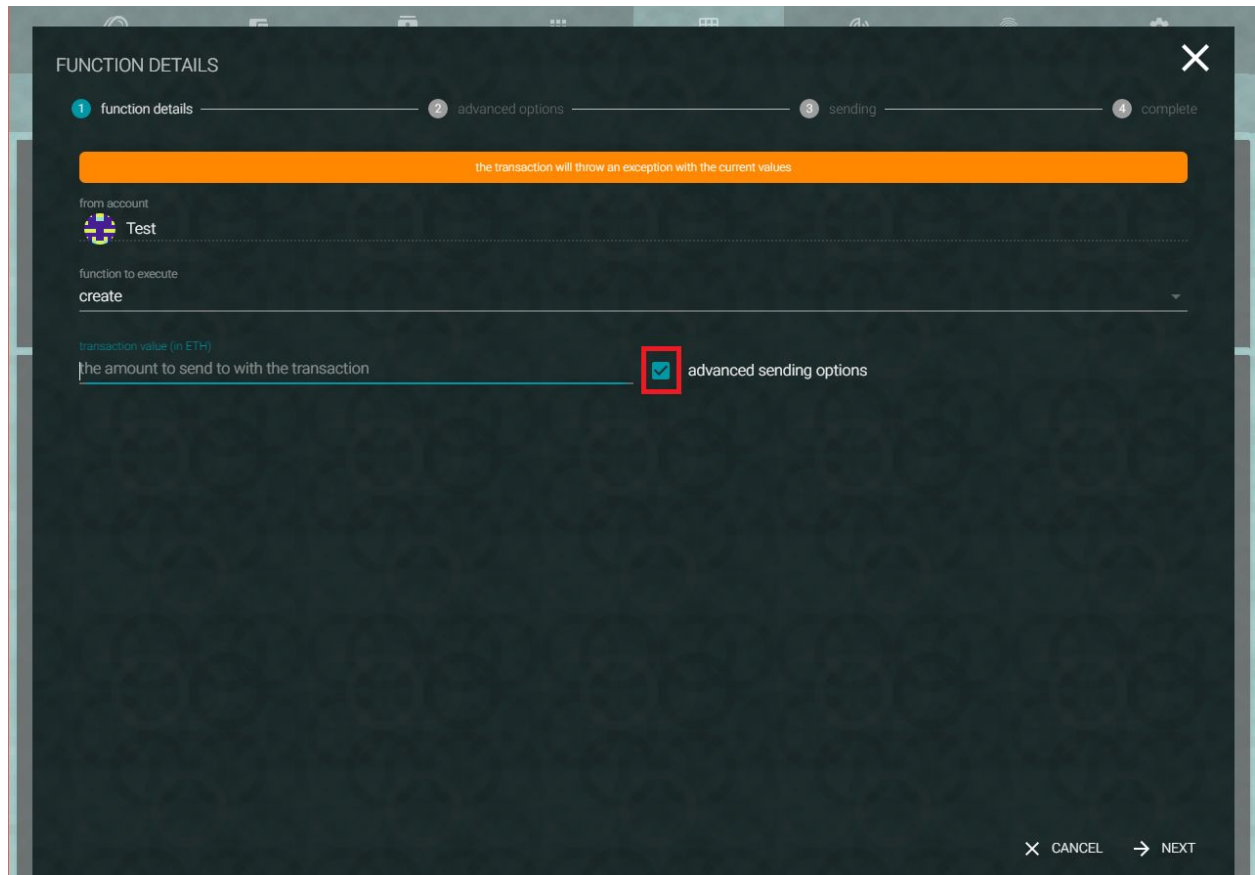 FUNCTION DETAILS
1 function details 2 advanced options 3 sending 4 complete
the transaction will throw an exception with the current values
from account
Test
function to execute
create
transaction value (in ETH)
the amount to send to with the transaction
advanced sending options
CANCEL NEXT